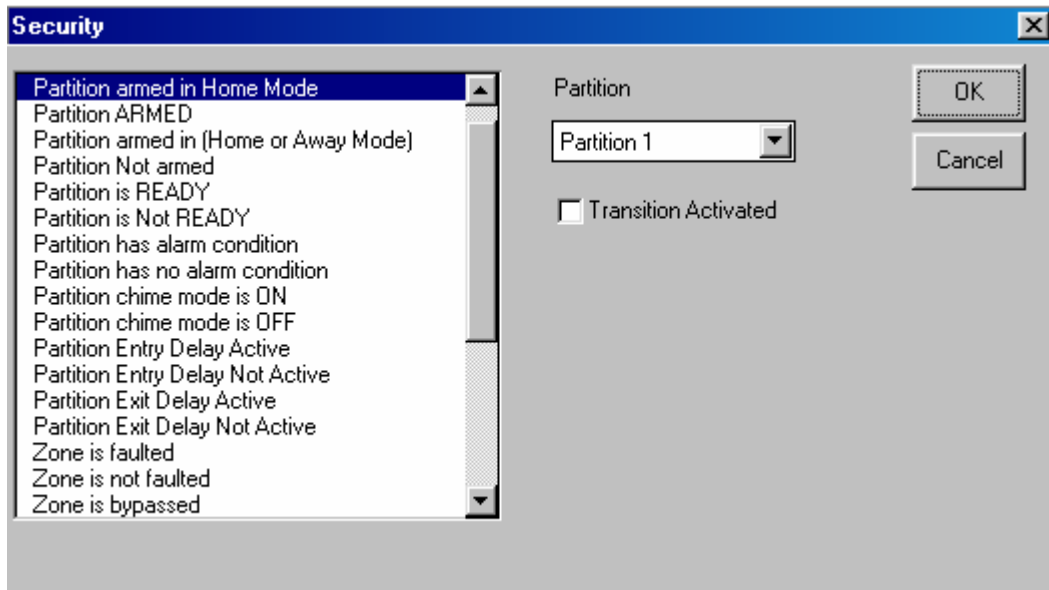 Security
Partition armed in Home Mode
Partition ARMED
Partition armed in (Home or Away Mode)
Partition Not armed
Partition is READY
Partition is Not READY
Partition has alarm condition
Partition has no alarm condition
Partition chime mode is ON
Partition chime mode is OFF
Partition Entry Delay Active
Partition Entry Delay Not Active
Partition Exit Delay Active
Partition Exit Delay Not Active
Zone is faulted
Zone is not faulted
Zone is bypassed
Partition
Partition 1
Transition Activated
OK
Cancel